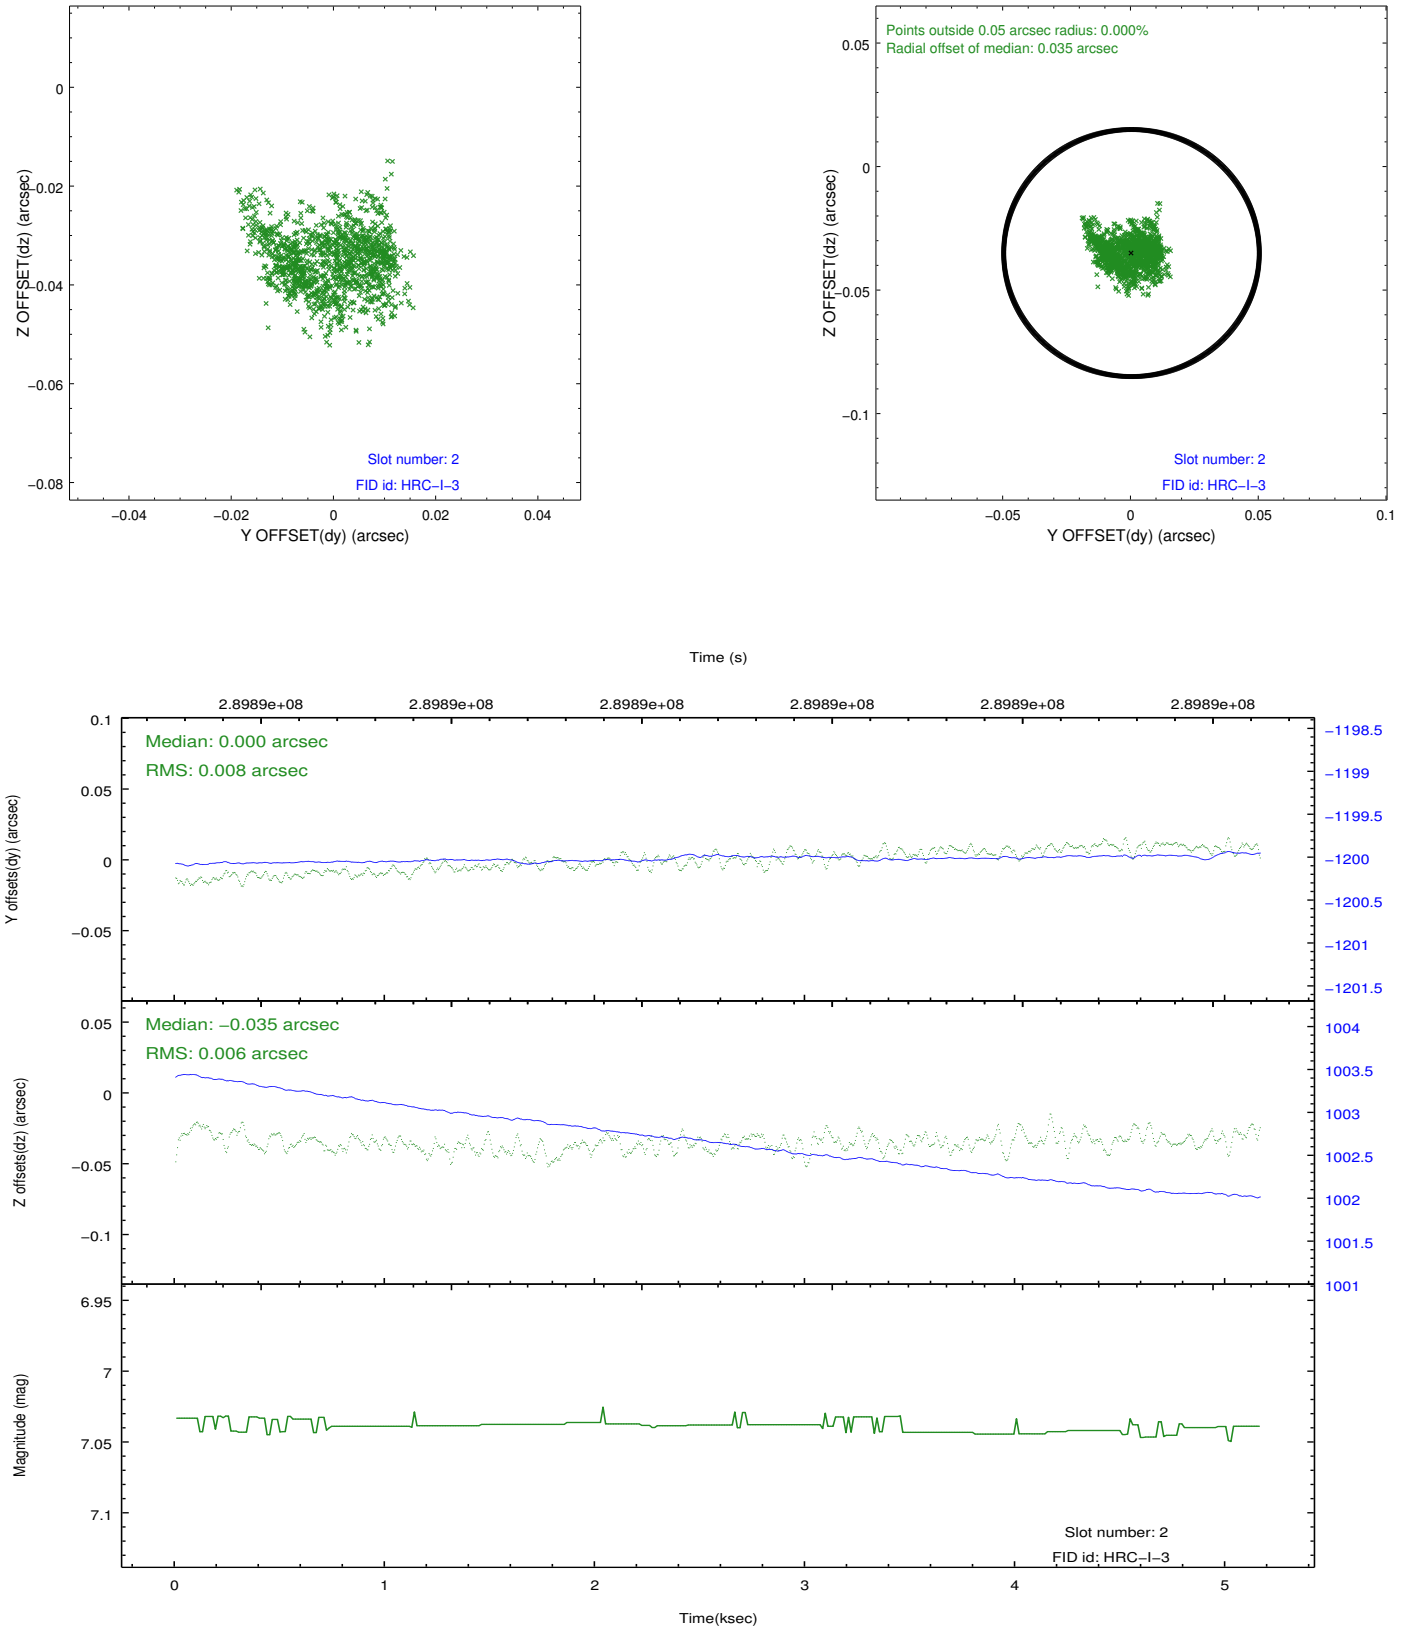 0
−0.02
−0.04
−0.06
−0.08
Z OFFSET(dz) (arcsec)
Slot number: 2
FID id: HRC−I−3
−0.04
−0.02
0
0.02
0.04
Y OFFSET(dy) (arcsec)
Points outside 0.05 arcsec radius: 0.000%
Radial offset of median: 0.035 arcsec
0.05
0
−0.05
−0.1
Z OFFSET(dz) (arcsec)
Slot number: 2
FID id: HRC−I−3
−0.05
0
0.05
0.1
Y OFFSET(dy) (arcsec)
Time (s)
2.8989e+08
2.8989e+08
2.8989e+08
2.8989e+08
2.8989e+08
2.8989e+08
Median: 0.000 arcsec
RMS: 0.008 arcsec
0.1
0.05
0
−0.05
Y offsets(dy) (arcsec)
−1198.5
−1199
−1199.5
−1200
−1200.5
−1201
−1201.5
Median: −0.035 arcsec
RMS: 0.006 arcsec
0.05
0
−0.05
−0.1
Z offsets(dz) (arcsec)
1004
1003.5
1003
1002.5
1002
1001.5
1001
6.95
7
7.05
7.1
Magnitude (mag)
Slot number: 2
FID id: HRC−I−3
0
1
2
3
4
5
Time(ksec)